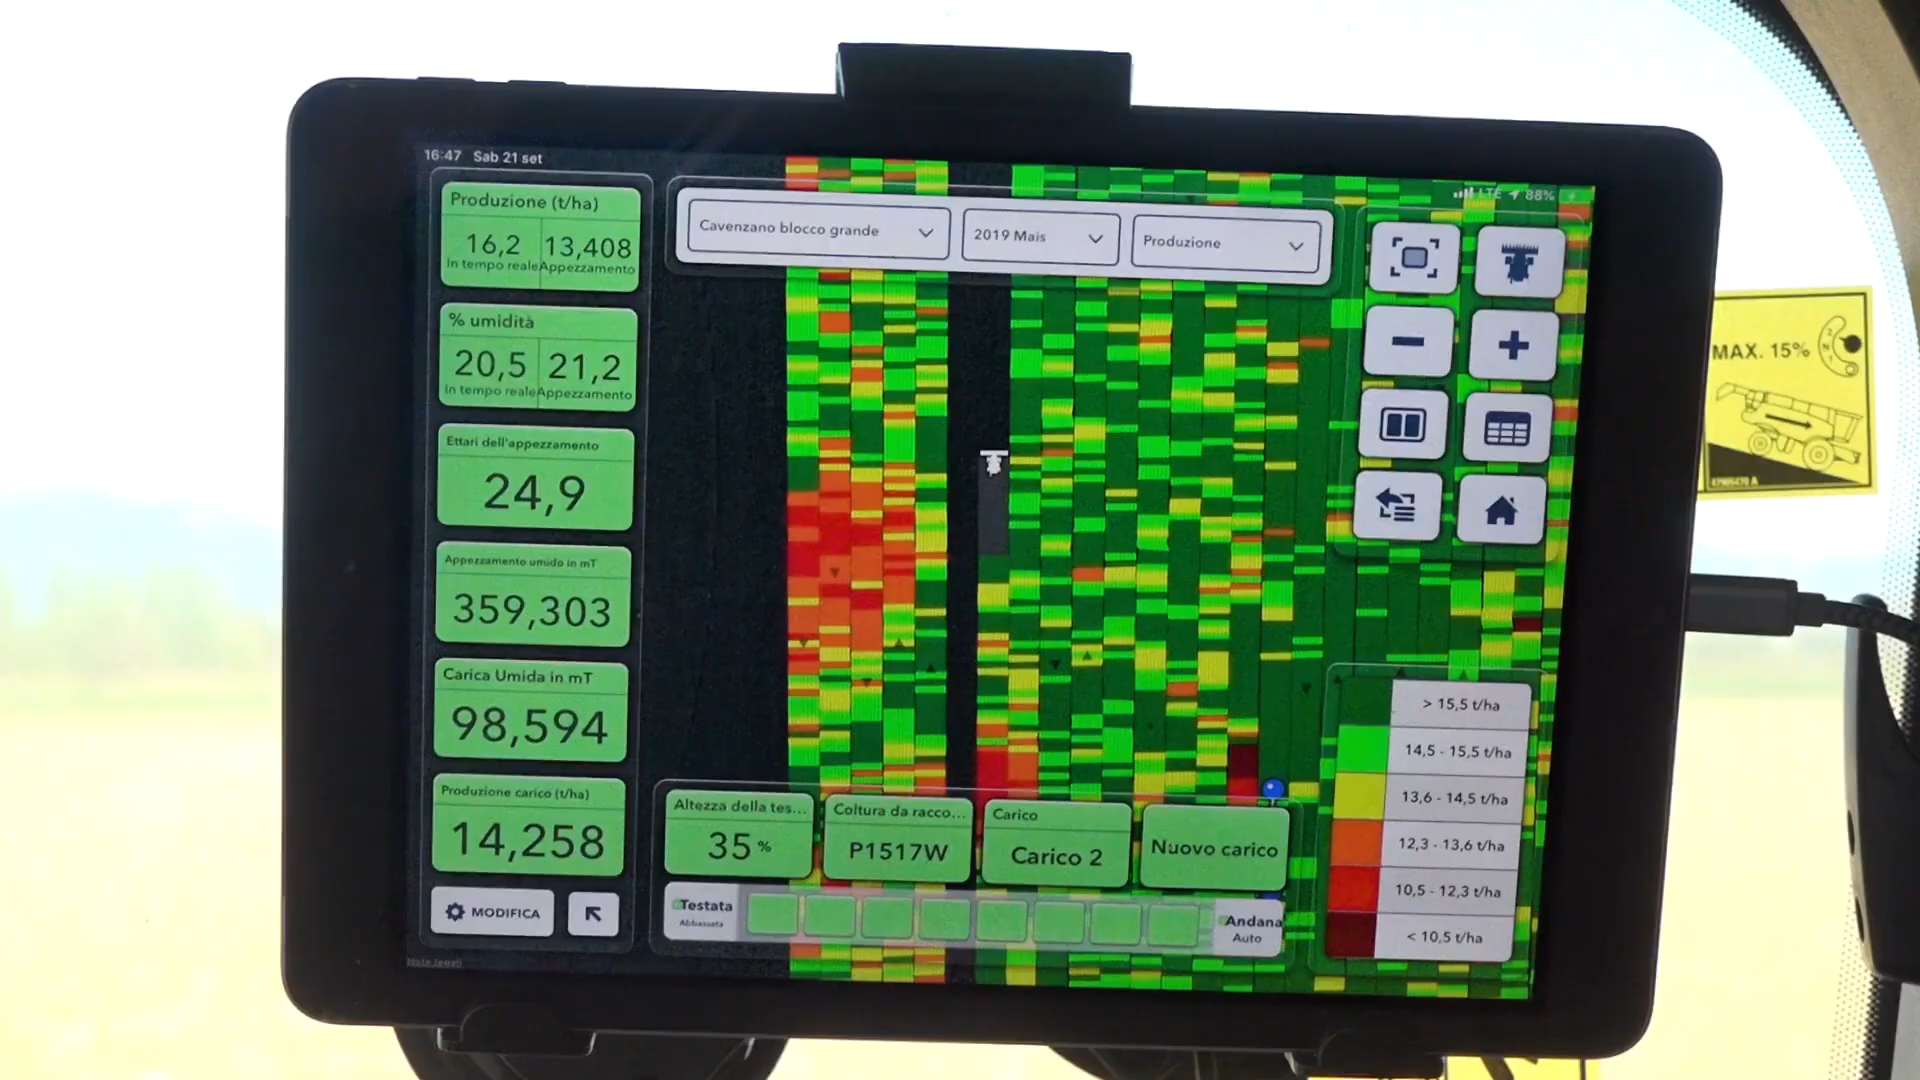 16:47 Sab 21 set
LTE 88%
Produzione (t/ha)
16,2 13,408
In tempo reale Appezzamento
% umidità
20,5 21,2
In tempo reale Appezzamento
Ettari dell'appezzamento
24,9
Appezzamento umido in mT
359,303
Carica Umida in mT
98,594
Produzione carico (t/ha)
14,258
MODIFICA
Note legali
Cavenzano blocco grande
2019 Mais
Produzione
Altezza della tes...
35 %
Coltura da racco...
P1517W
Carico
Carico 2
Nuovo carico
Testata
Abbassata
Andana
Auto
> 15,5 t/ha
14,5 - 15,5 t/ha
13,6 - 14,5 t/ha
12,3 - 13,6 t/ha
10,5 - 12,3 t/ha
< 10,5 t/ha
MAX. 15%